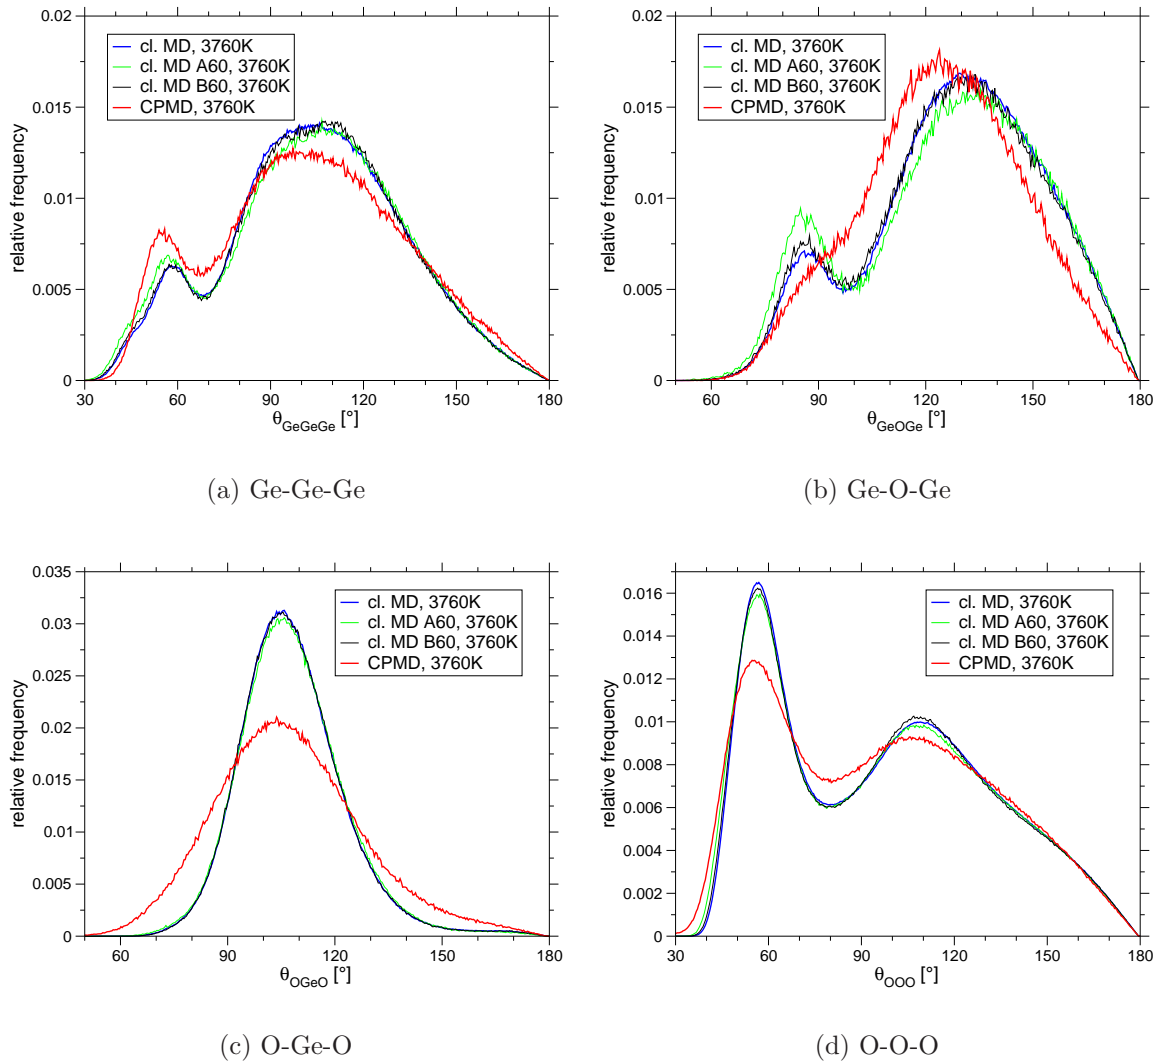 0.02
0.015
0.01
0.005
0
relative frequency
cl. MD, 3760K
cl. MD A60, 3760K
cl. MD B60, 3760K
CPMD, 3760K
30 60 90 120 150 180
θGeGeGe [°]
(a) Ge-Ge-Ge
0.02
0.015
0.01
0.005
0
relative frequency
cl. MD, 3760K
cl. MD A60, 3760K
cl. MD B60, 3760K
CPMD, 3760K
60 90 120 150 180
θGeOGe [°]
(b) Ge-O-Ge
0.035
0.03
0.025
0.02
0.015
0.01
0.005
0
relative frequency
cl. MD, 3760K
cl. MD A60, 3760K
cl. MD B60, 3760K
CPMD, 3760K
60 90 120 150 180
θOGeO [°]
(c) O-Ge-O
0.016
0.014
0.012
0.01
0.008
0.006
0.004
0.002
0
relative frequency
cl. MD, 3760K
cl. MD A60, 3760K
cl. MD B60, 3760K
CPMD, 3760K
30 60 90 120 150 180
θOOO [°]
(d) O-O-O